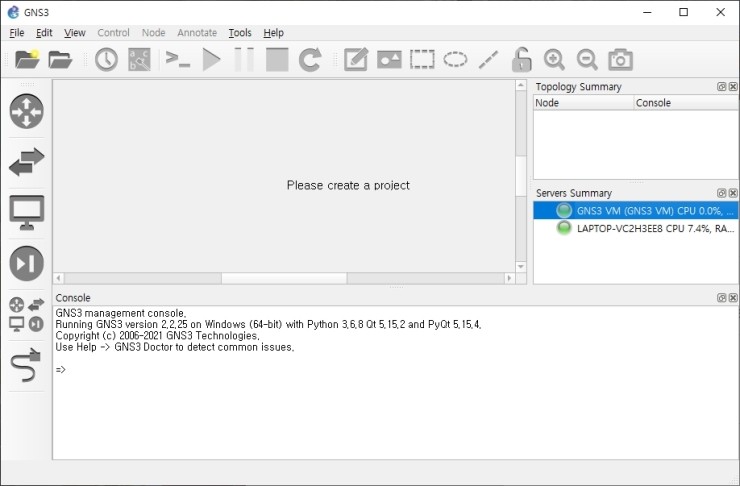 GNS3
File Edit View Control Node Annotate Tools Help
Topology Summary
Node Console
Please create a project
Servers Summary
GNS3 VM (GNS3 VM) CPU 0.0%, ...
LAPTOP-VC2H3EE8 CPU 7.4%, RA...
Console
GNS3 management console.
Running GNS3 version 2.2.25 on Windows (64-bit) with Python 3.6.8 Qt 5.15.2 and PyQt 5.15.4.
Copyright (c) 2006-2021 GNS3 Technologies.
Use Help -> GNS3 Doctor to detect common issues.
=>